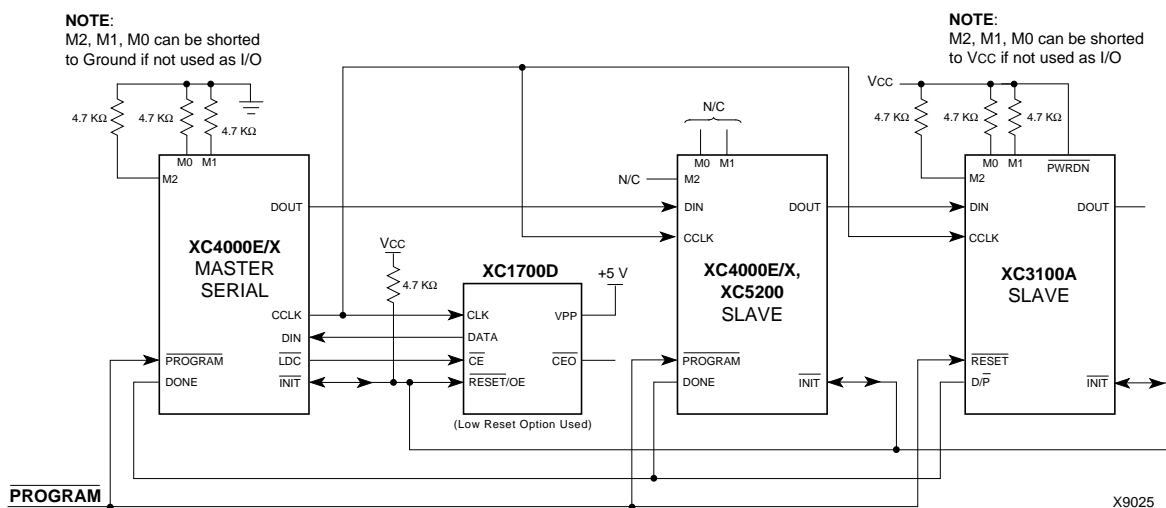 NOTE:
M2, M1, M0 can be shorted
to Ground if not used as I/O
NOTE:
M2, M1, M0 can be shorted
to VCC if not used as I/O
VCC
N/C
4.7 KΩ
4.7 KΩ
4.7 KΩ
4.7 KΩ
4.7 KΩ
4.7 KΩ
M0 M1
M2
M0 M1
N/C
M2
M0 M1
PWRDN
M2
DOUT
DIN
DOUT
DIN
DOUT
CCLK
CCLK
XC4000E/X
MASTER
SERIAL
VCC
4.7 KΩ
XC1700D
+5 V
XC4000E/X,
XC5200
SLAVE
XC3100A
SLAVE
CCLK
CLK
VPP
DIN
DATA
PROGRAM
LDC
CE
CEO
PROGRAM
RESET
DONE
INIT
RESET/OE
DONE
INIT
D/P
INIT
(Low Reset Option Used)
PROGRAM
X9025